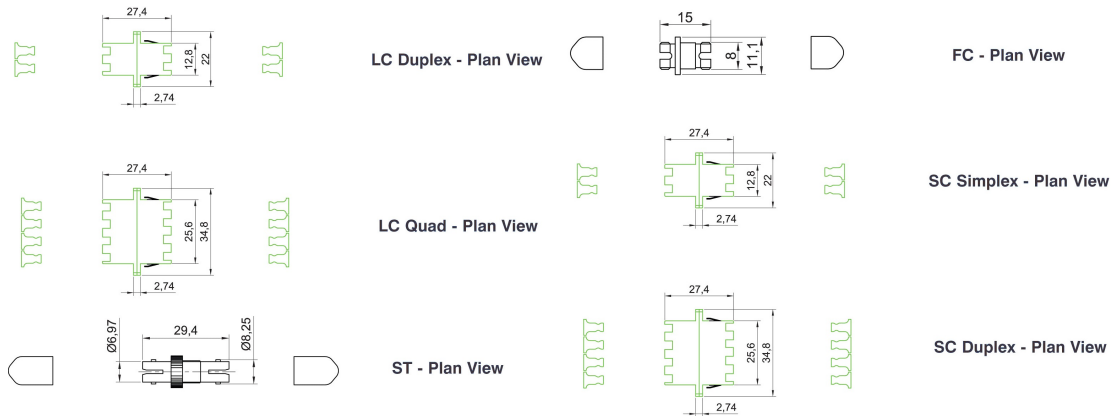 27,4
12,8
22
2,74
LC Duplex - Plan View
15
8
11,1
FC - Plan View
27,4
12,8
22
2,74
SC Simplex - Plan View
27,4
25,6
34,8
2,74
LC Quad - Plan View
27,4
25,6
34,8
2,74
SC Duplex - Plan View
Ø6,97
29,4
Ø8,25
ST - Plan View